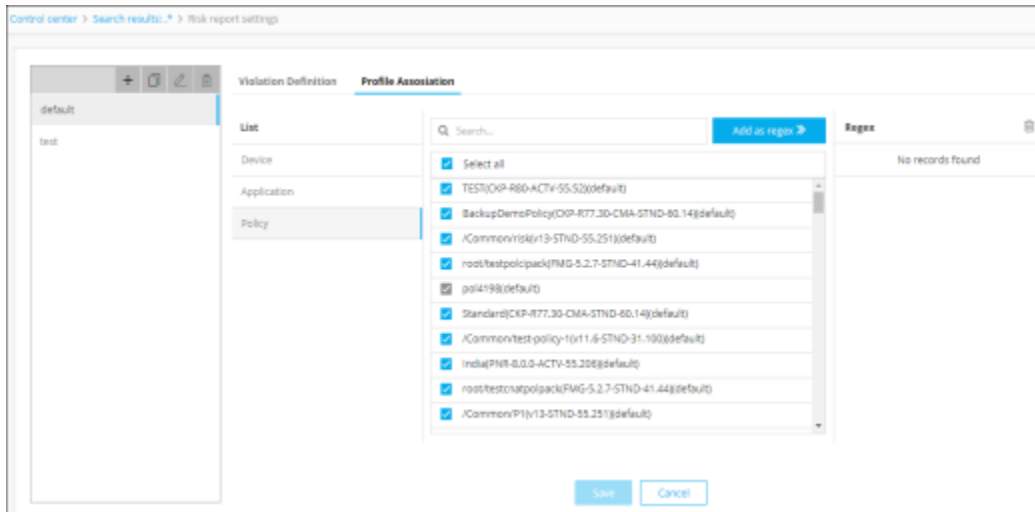 Control center > Search results: .* > Risk report settings
default
test
Violation Definition Profile Assosiation
List
Device
Application
Policy
Search...
Add as regex
Select all
TEST(CKP-R80-ACTV-55.52)(default)
BackupDemoPolicy(CKP-R77.30-CMA-STND-60.14)(default)
/Common/risk(v13-STND-55.251)(default)
root/testpolcipack(FMG-5.2.7-STND-41.44)(default)
pol4198(default)
Standard(CKP-R77.30-CMA-STND-60.14)(default)
/Common/test-policy-1(v11.6-STND-31.100)(default)
India(PNR-8.0.0-ACTV-55.206)(default)
root/testcnatpolpack(FMG-5.2.7-STND-41.44)(default)
/Common/P1(v13-STND-55.251)(default)
Regex
No records found
Save Cancel